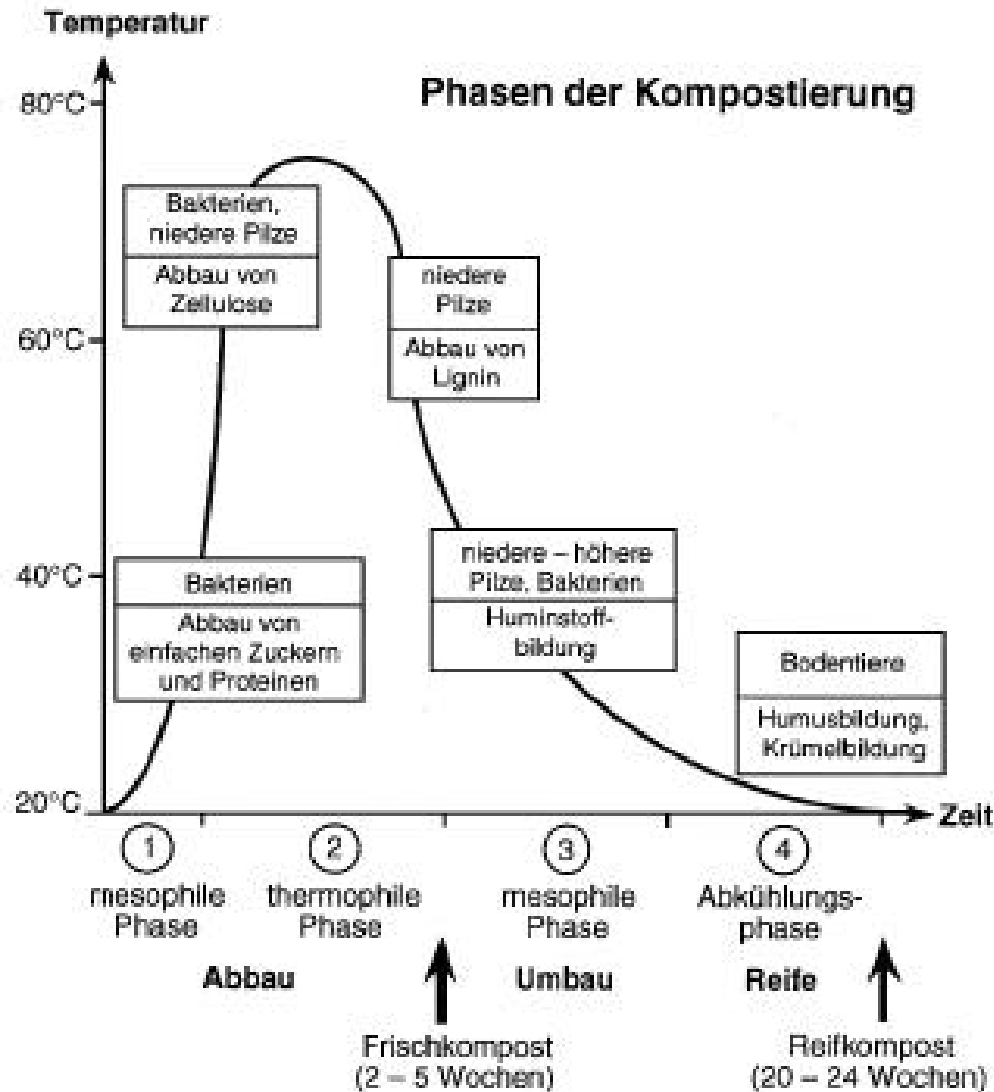 Temperatur
Phasen der Kompostierung
80°C
Bakterien,
niedere Pilze
Abbau von
Zellulose
niedere
Pilze
Abbau von
Lignin
60°C
40°C
Bakterien
Abbau von
einfachen Zuckern
und Proteinen
niedere – höhere
Pilze, Bakterien
Huminstoff-
bildung
Bodentiere
Humusbildung,
Krümelbildung
20°C
Zeit
1
mesophile
Phase
2
thermophile
Phase
3
mesophile
Phase
4
Abkühlungs-
phase
Abbau
Umbau
Reife
Frischkompost
(2 – 5 Wochen)
Reifkompost
(20 – 24 Wochen)